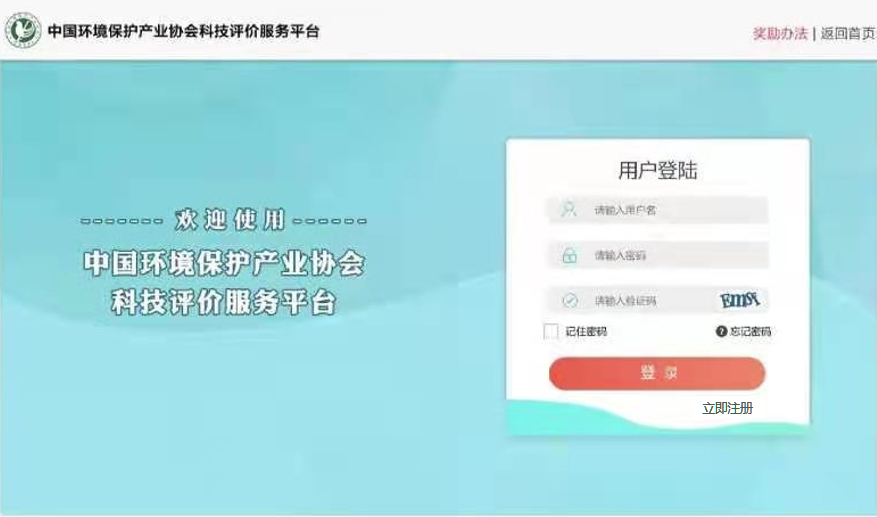 中国环境保护产业协会科技评价服务平台
奖励办法 | 返回首页
------- 欢迎使用 ------
中国环境保护产业协会
科技评价服务平台
用户登陆
请输入用户名
请输入密码
请输入验证码
记住密码
忘记密码
登 录
立即注册